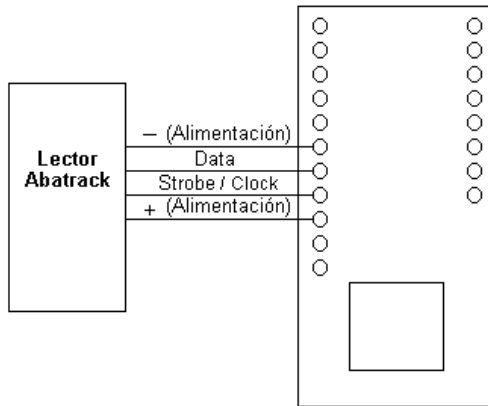 — (Alimentación)
Data
Strobe / Clock
+ (Alimentación)
Lector
Abatrack